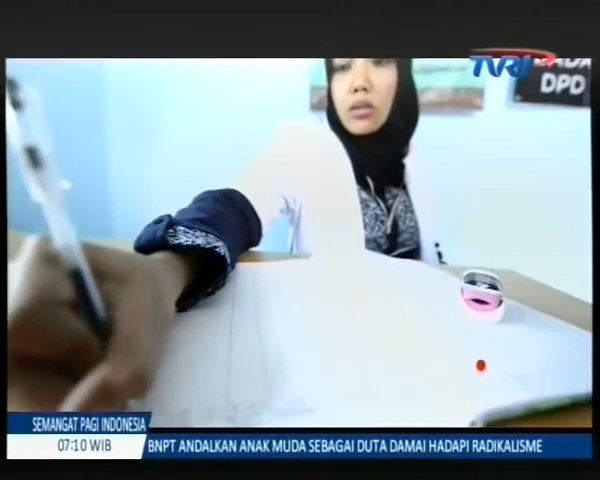 TVRI
DPD
SEMANGAT PAGI INDONESIA
07:10 WIB
BNPT ANDALKAN ANAK MUDA SEBAGAI DUTA DAMAI HADAPI RADIKALISME